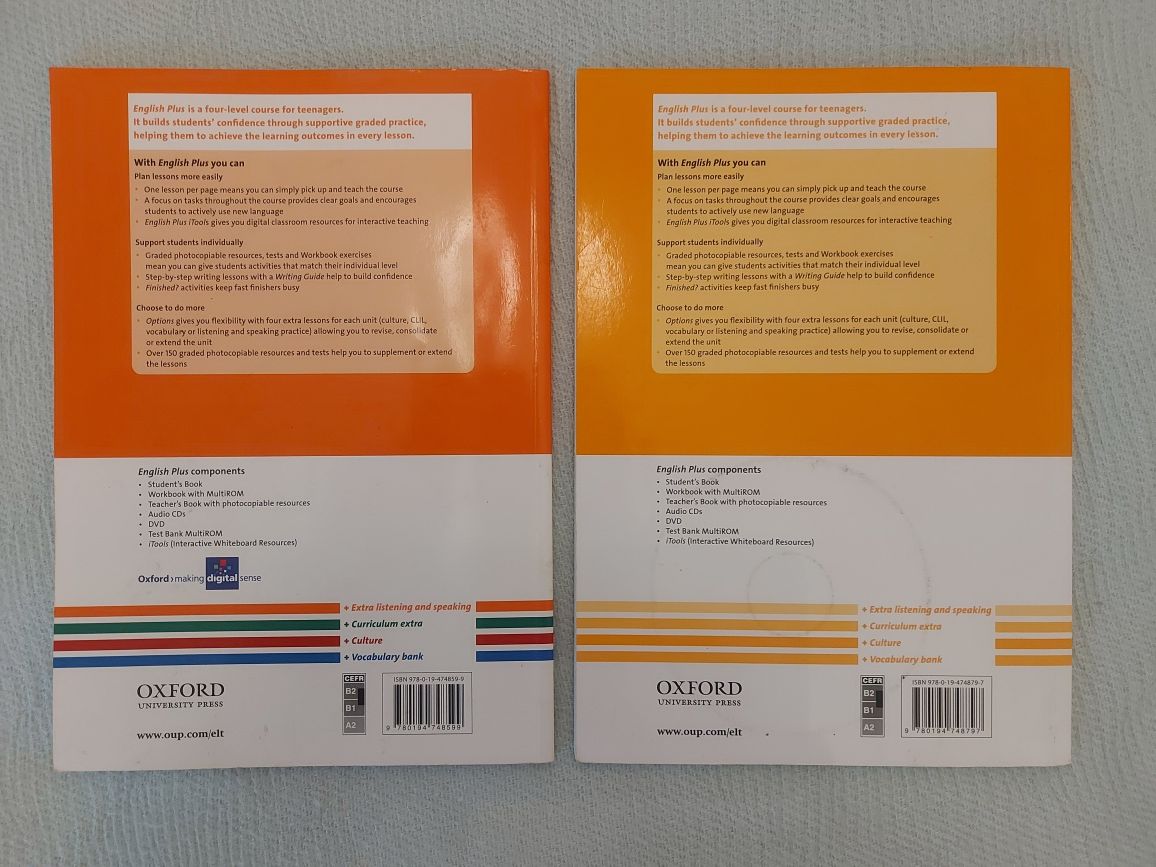 English Plus is a four-level course for teenagers.
It builds students’ confidence through supportive graded practice,
helping them to achieve the learning outcomes in every lesson.
With English Plus you can
Plan lessons more easily
• One lesson per page means you can simply pick up and teach the course
• A focus on tasks throughout the course provides clear goals and encourages
students to actively use new language
• English Plus iTools gives you digital classroom resources for interactive teaching
Support students individually
• Graded photocopiable resources, tests and Workbook exercises
mean you can give students activities that match their individual level
• Step-by-step writing lessons with a Writing Guide help to build confidence
• Finished? activities keep fast finishers busy
Choose to do more
• Options gives you flexibility with four extra lessons for each unit (culture, CLIL,
vocabulary or listening and speaking practice) allowing you to revise, consolidate
or extend the unit
• Over 150 graded photocopiable resources and tests help you to supplement or extend
the lessons
English Plus components
• Student’s Book
• Workbook with MultiROM
• Teacher’s Book with photocopiable resources
• Audio CDs
• DVD
• Test Bank MultiROM
• iTools (Interactive Whiteboard Resources)
Oxford › making digital sense
+ Extra listening and speaking
+ Curriculum extra
+ Culture
+ Vocabulary bank
OXFORD
UNIVERSITY PRESS
www.oup.com/elt
CEFR
B2
B1
A2
ISBN 978-0-19-474859-9
9 780194 748599
English Plus is a four-level course for teenagers.
It builds students’ confidence through supportive graded practice,
helping them to achieve the learning outcomes in every lesson.
With English Plus you can
Plan lessons more easily
• One lesson per page means you can simply pick up and teach the course
• A focus on tasks throughout the course provides clear goals and encourages
students to actively use new language
• English Plus iTools gives you digital classroom resources for interactive teaching
Support students individually
• Graded photocopiable resources, tests and Workbook exercises
mean you can give students activities that match their individual level
• Step-by-step writing lessons with a Writing Guide help to build confidence
• Finished? activities keep fast finishers busy
Choose to do more
• Options gives you flexibility with four extra lessons for each unit (culture, CLIL,
vocabulary or listening and speaking practice) allowing you to revise, consolidate or
extend the unit
• Over 150 graded photocopiable resources and tests help you to supplement or extend
the lessons
English Plus components
• Student’s Book
• Workbook with MultiROM
• Teacher’s Book with photocopiable resources
• Audio CDs
• DVD
• Test Bank MultiROM
• iTools (Interactive Whiteboard Resources)
+ Extra listening and speaking
+ Curriculum extra
+ Culture
+ Vocabulary bank
OXFORD
UNIVERSITY PRESS
www.oup.com/elt
CEFR
B2
B1
A2
ISBN 978-0-19-474879-7
9 780194 748797